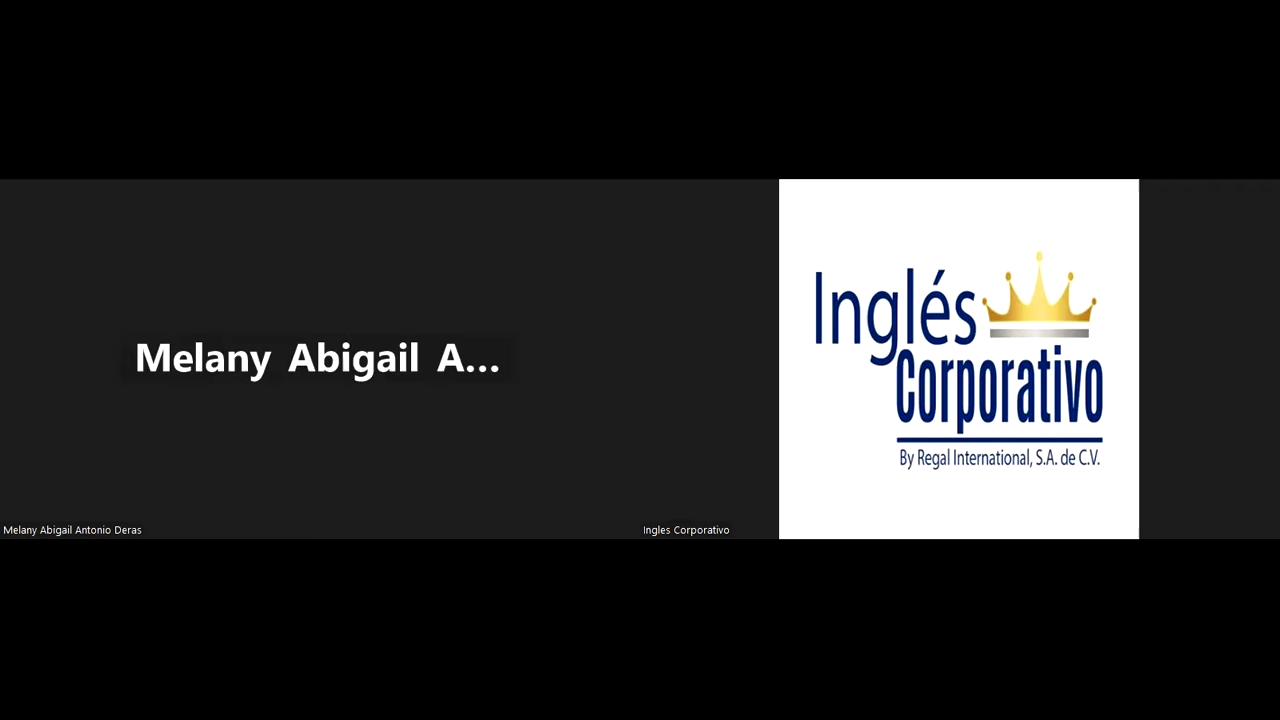 Melany Abigail A...
Melany Abigail Antonio Deras
Inglés
Corporativo
By Regal International, S.A. de C.V.
Ingles Corporativo